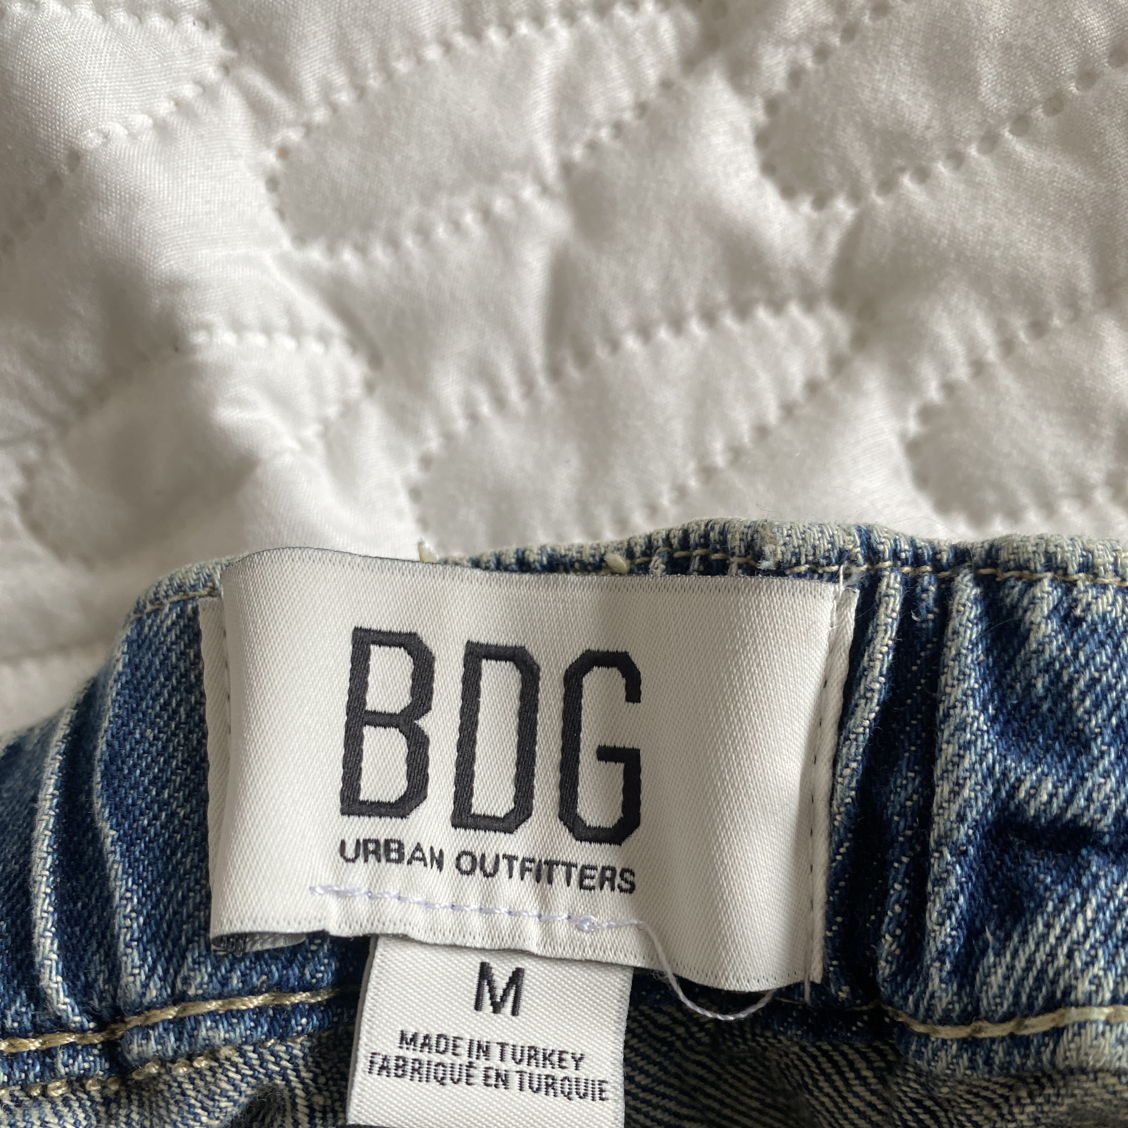 BDG
URBAN OUTFITTERS
M
MADE IN TURKEY
FABRIQUÉ EN TURQUIE